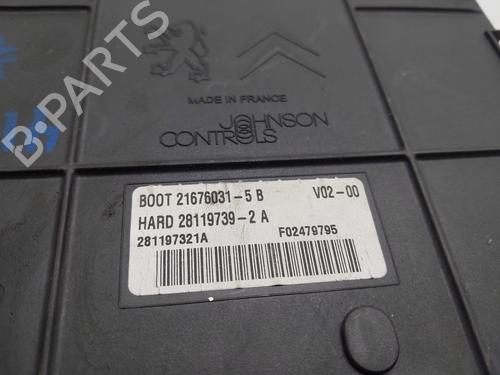 MADE IN FRANCE
JOHNSON
CONTROLS
BOOT 21676031-5 B V02-00
HARD 28119739-2 A
281197321A F02479795
B-PARTS